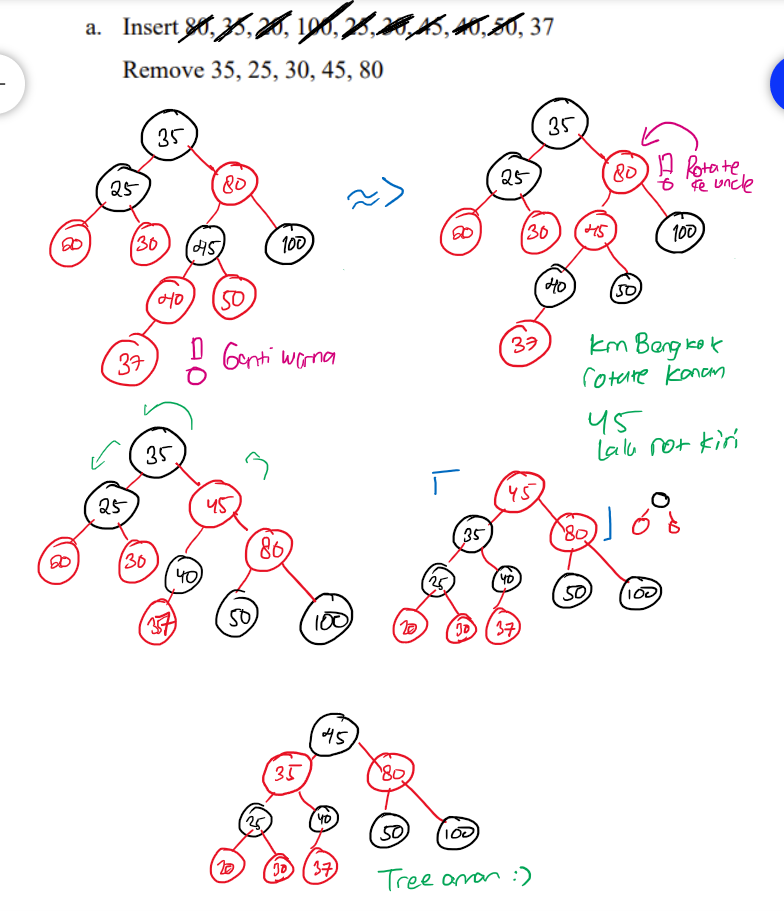 a. Insert 80, 35, 20, 100, 25, 30, 45, 40, 50, 37
Remove 35, 25, 30, 45, 80
35
25 80
20 30 45 100
40 50
37
Ganti warna
≈>
35
25 80
20 30 45 100
40 50
37
Rotate
ke uncle
km Bengkok
rotate kanan
45
Lalu rot kiri
35
25 45
20 30 40 80
37 50 100
45
35 80
25 40 50 100
20 30 37
45
35 80
25 40 50 100
20 30 37
Tree aman :)